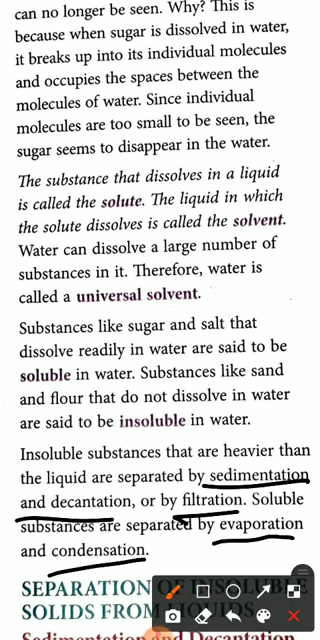 can no longer be seen. Why? This is
because when sugar is dissolved in water,
it breaks up into its individual molecules
and occupies the spaces between the
molecules of water. Since individual
molecules are too small to be seen, the
sugar seems to disappear in the water.
The substance that dissolves in a liquid
is called the solute. The liquid in which
the solute dissolves is called the solvent.
Water can dissolve a large number of
substances in it. Therefore, water is
called a universal solvent.
Substances like sugar and salt that
dissolve readily in water are said to be
soluble in water. Substances like sand
and flour that do not dissolve in water
are said to be insoluble in water.
Insoluble substances that are heavier than
the liquid are separated by sedimentation
and decantation, or by filtration. Soluble
substances are separated by evaporation
and condensation.
SEPARATION OF INSOLUBLE
SOLIDS FROM LIQUIDS
Sedimentation and Decantation